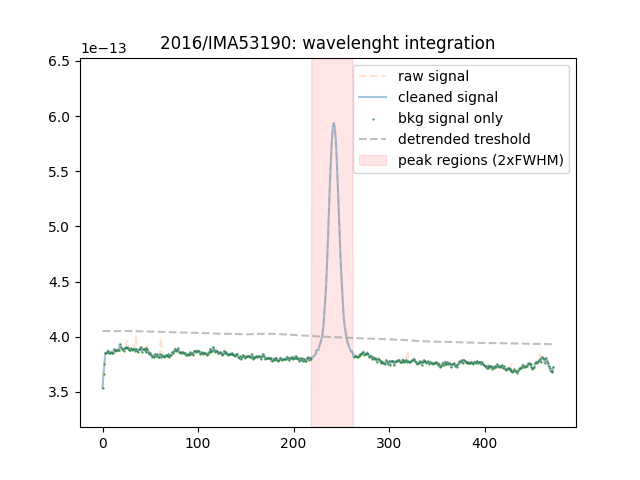 2016/IMA53190: wavelenght integration
1e−13
6.5
6.0
5.5
5.0
4.5
4.0
3.5
0 100 200 300 400
raw signal
cleaned signal
bkg signal only
detrended treshold
peak regions (2xFWHM)